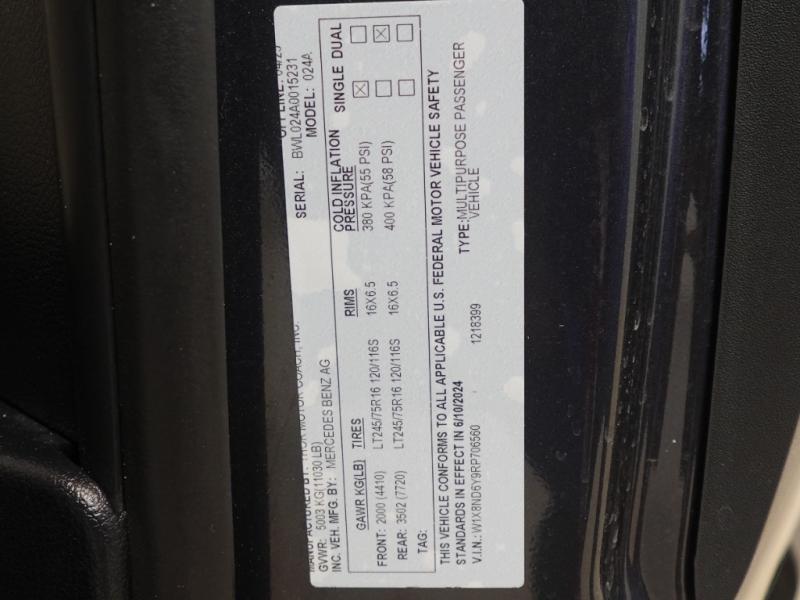 MANUFACTURED BY: THOR MOTOR COACH, INC.
GVWR: 5003 KG(11030 LB) SERIAL: BWL024A0015231
INC. VEH. MFG. BY: MERCEDES BENZ AG MODEL: 024A
GAWR KG(LB) TIRES RIMS COLD INFLATION PRESSURE SINGLE DUAL
FRONT: 2000 (4410) LT245/75R16 120/116S 16X6.5 380 KPA(55 PSI)
REAR: 3502 (7720) LT245/75R16 120/116S 16X6.5 400 KPA(58 PSI)
TAG:
THIS VEHICLE CONFORMS TO ALL APPLICABLE U.S. FEDERAL MOTOR VEHICLE SAFETY
STANDARDS IN EFFECT IN 6/10/2024 TYPE:MULTIPURPOSE PASSENGER
VEHICLE
V.I.N.: W1X8ND6Y9RP706560 1218399